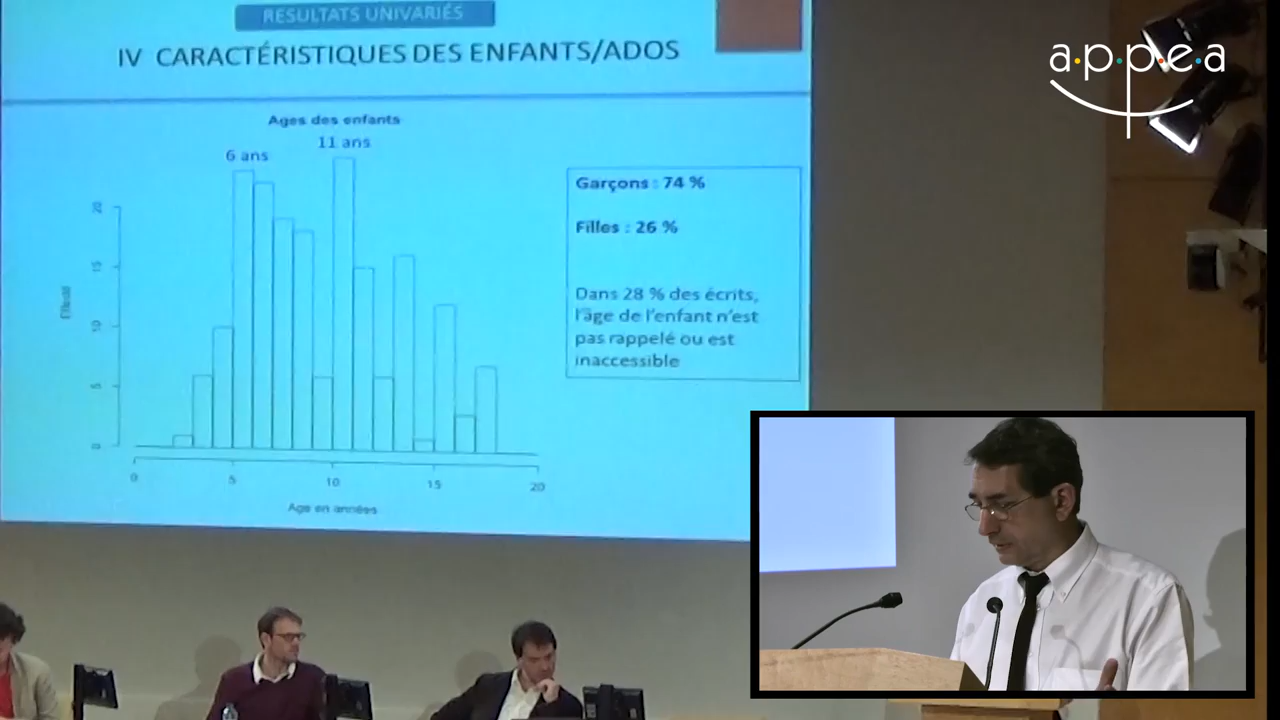 RESULTATS UNIVARIÉS
IV CARACTÉRISTIQUES DES ENFANTS/ADOS
a·p·p·e·a
Ages des enfants
6 ans
11 ans
Garçons : 74 %
Filles : 26 %
Dans 28 % des écrits,
l'âge de l'enfant n'est
pas rappelé ou est
inaccessible
Effectif
20
15
10
5
0
0 5 10 15 20
Age en années